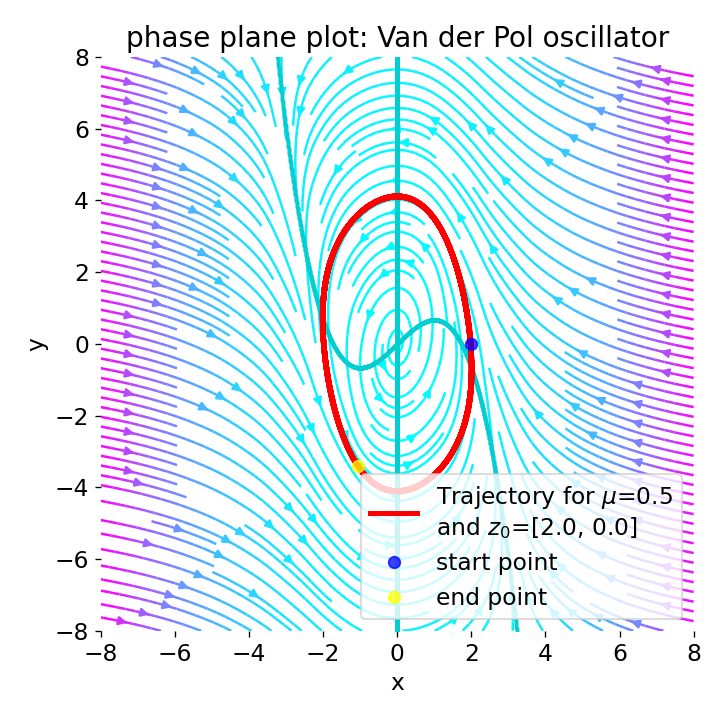 phase plane plot: Van der Pol oscillator
8
6
4
2
0
−2
−4
−6
−8
y
Trajectory for μ=0.5
and z₀=[2.0, 0.0]
start point
end point
−8 −6 −4 −2 0 2 4 6 8
x